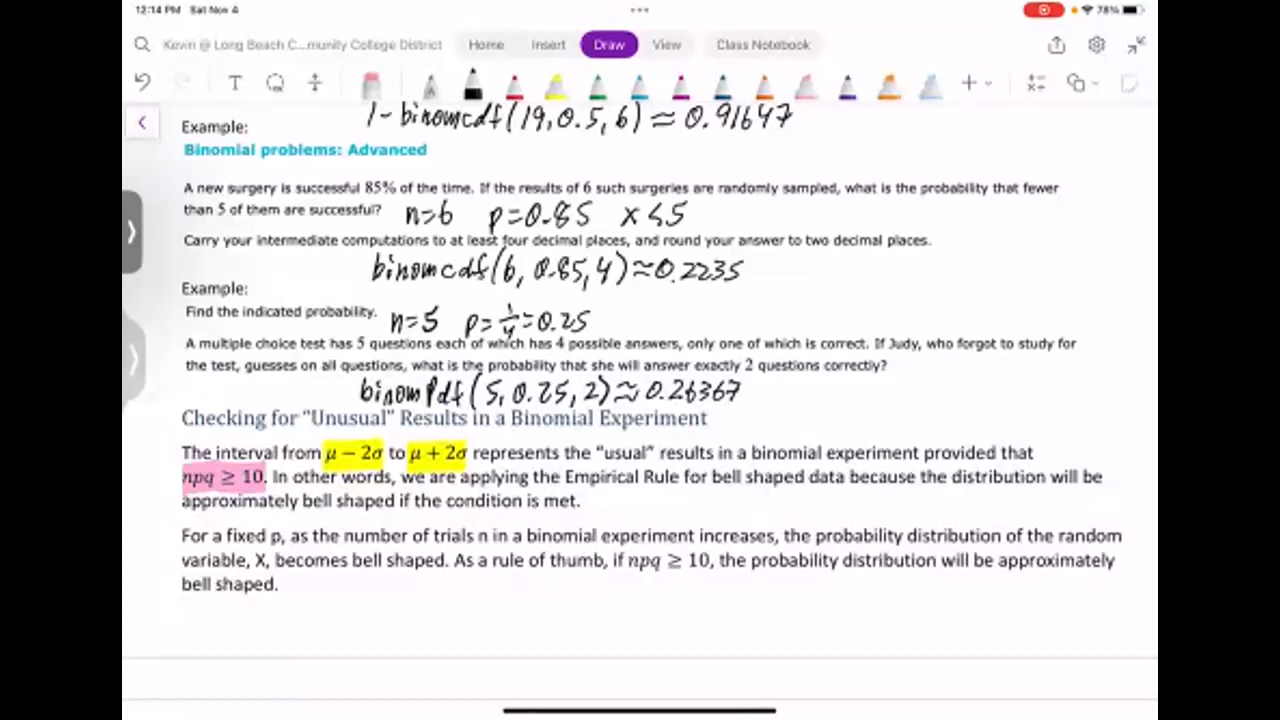 12:14 PM Sat Nov 4
78%
Kevin @ Long Beach C...munity College District Home Insert Draw View Class Notebook
Example: 1-binomcdf(19,0.5,6) ≈ 0.91647
Binomial problems: Advanced
A new surgery is successful 85% of the time. If the results of 6 such surgeries are randomly sampled, what is the probability that fewer
than 5 of them are successful? n=6 p=0.85 x<5
Carry your intermediate computations to at least four decimal places, and round your answer to two decimal places.
binomcdf(6, 0.85,4)≈0.2235
Example:
Find the indicated probability. n=5 p=1/4=0.25
A multiple choice test has 5 questions each of which has 4 possible answers, only one of which is correct. If Judy, who forgot to study for
the test, guesses on all questions, what is the probability that she will answer exactly 2 questions correctly?
binomPdf(5,0.25,2)≈0.26367
Checking for "Unusual" Results in a Binomial Experiment
The interval from μ − 2σ to μ + 2σ represents the "usual" results in a binomial experiment provided that
npq ≥ 10. In other words, we are applying the Empirical Rule for bell shaped data because the distribution will be
approximately bell shaped if the condition is met.
For a fixed p, as the number of trials n in a binomial experiment increases, the probability distribution of the random
variable, X, becomes bell shaped. As a rule of thumb, if npq ≥ 10, the probability distribution will be approximately
bell shaped.